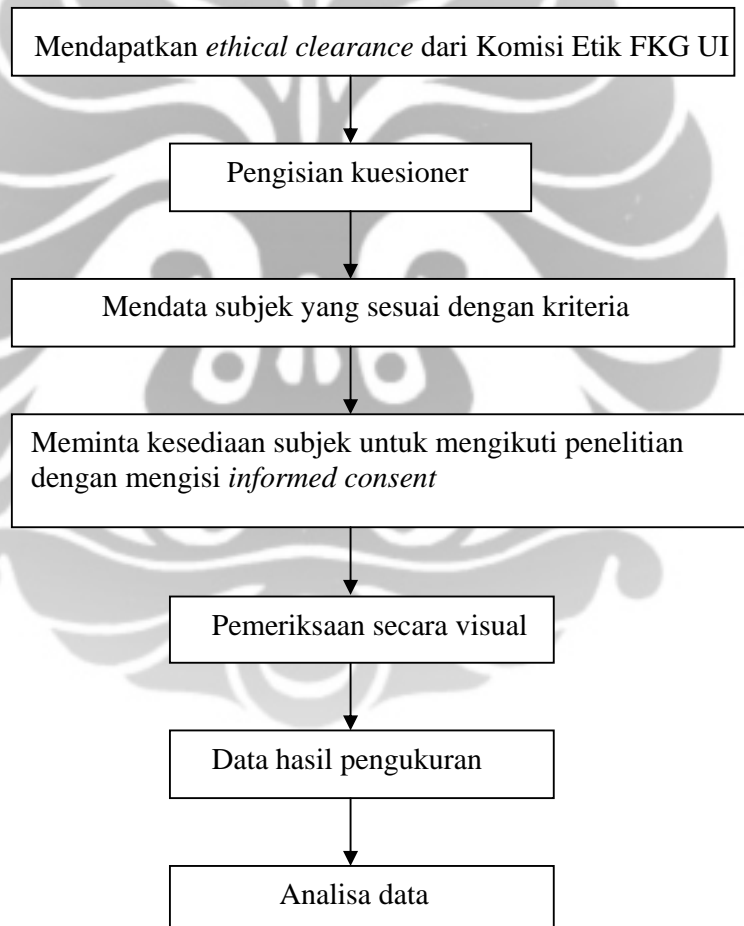 Mendapatkan ethical clearance dari Komisi Etik FKG UI
Pengisian kuesioner
Mendata subjek yang sesuai dengan kriteria
Meminta kesediaan subjek untuk mengikuti penelitian
dengan mengisi informed consent
Pemeriksaan secara visual
Data hasil pengukuran
Analisa data